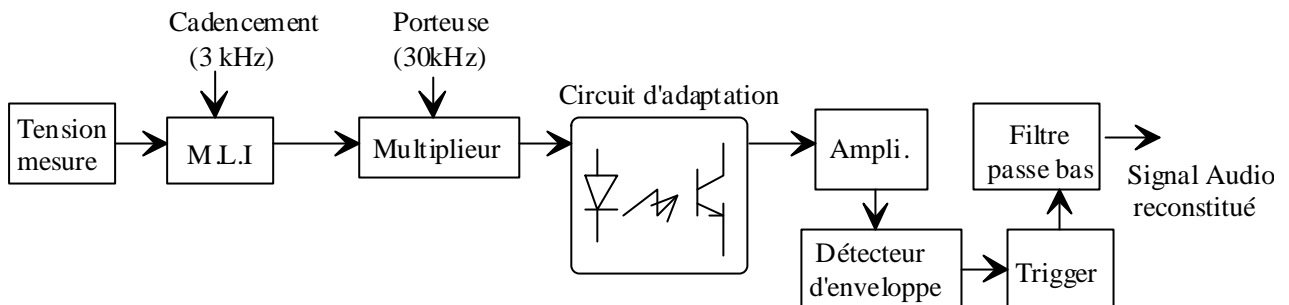 Cadencement
(3 kHz)
Porteuse
(30kHz)
Circuit d'adaptation
Tension
mesure
M.L.I
Multiplieur
Ampli.
Filtre
passe bas
Signal Audio
reconstitué
Détecteur
d'enveloppe
Trigger